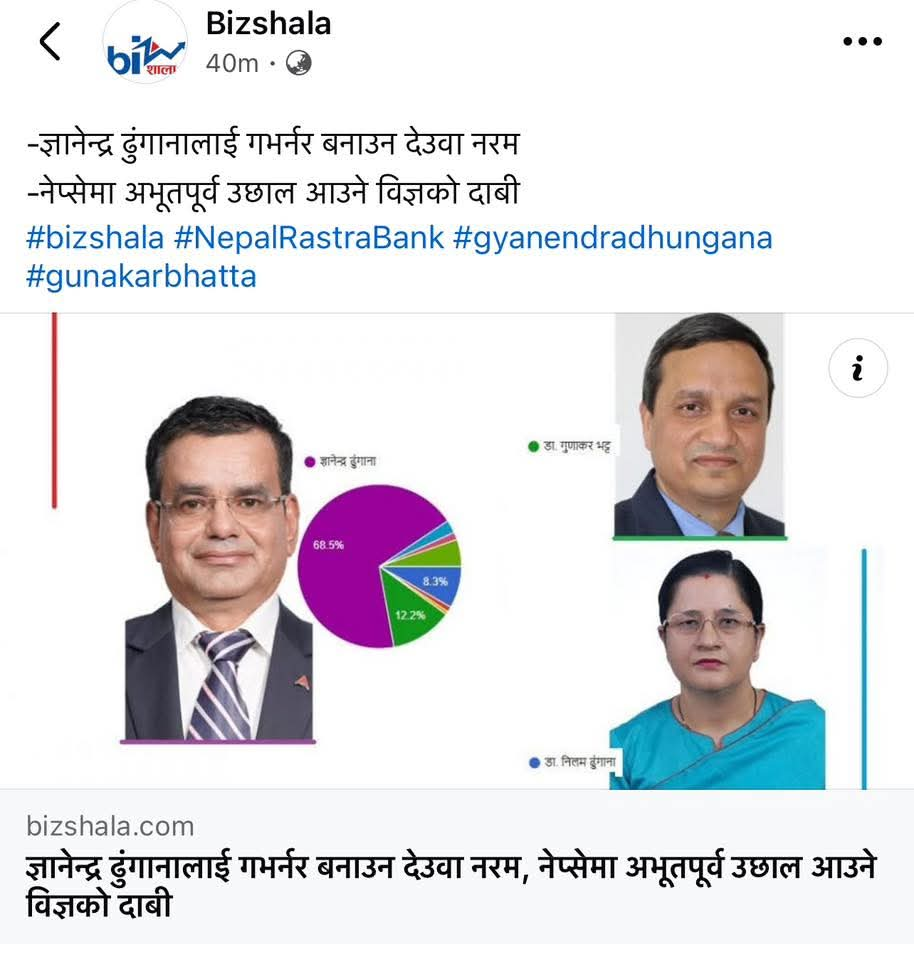 Bizshala
biz
शाला
40m ·
-ज्ञानेन्द्र ढुंगानालाई गभर्नर बनाउन देउवा नरम
-नेप्सेमा अभूतपूर्व उछाल आउने विज्ञको दाबी
#bizshala #NepalRastraBank #gyanendradhungana
#gunakarbhatta
i
ज्ञानेन्द्र ढुंगाना
डा. गुणाकर भट्ट
68.5%
8.3%
12.2%
डा. निलम ढुंगाना
bizshala.com
ज्ञानेन्द्र ढुंगानालाई गभर्नर बनाउन देउवा नरम, नेप्सेमा अभूतपूर्व उछाल आउने
विज्ञको दाबी